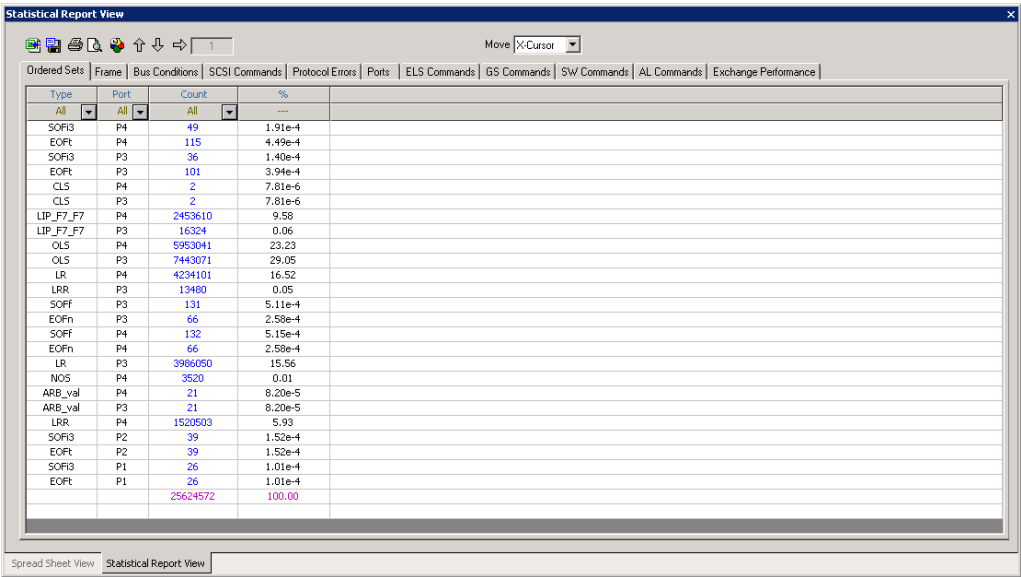 Statistical Report View
1 Move X-Cursor
Ordered Sets Frame Bus Conditions SCSI Commands Protocol Errors Ports ELS Commands GS Commands SW Commands AL Commands Exchange Performance
Type Port Count %
All All All ---
SOFi3 P4 49 1.91e-4
EOFt P4 115 4.49e-4
SOFi3 P3 36 1.40e-4
EOFt P3 101 3.94e-4
CLS P4 2 7.81e-6
CLS P3 2 7.81e-6
LIP_F7_F7 P4 2453610 9.58
LIP_F7_F7 P3 16324 0.06
OLS P4 5953041 23.23
OLS P3 7443071 29.05
LR P4 4234101 16.52
LRR P3 13480 0.05
SOFf P3 131 5.11e-4
EOFn P3 66 2.58e-4
SOFf P4 132 5.15e-4
EOFn P4 66 2.58e-4
LR P3 3986050 15.56
NOS P4 3520 0.01
ARB_val P4 21 8.20e-5
ARB_val P3 21 8.20e-5
LRR P4 1520503 5.93
SOFi3 P2 39 1.52e-4
EOFt P2 39 1.52e-4
SOFi3 P1 26 1.01e-4
EOFt P1 26 1.01e-4
25624572 100.00
Spread Sheet View Statistical Report View